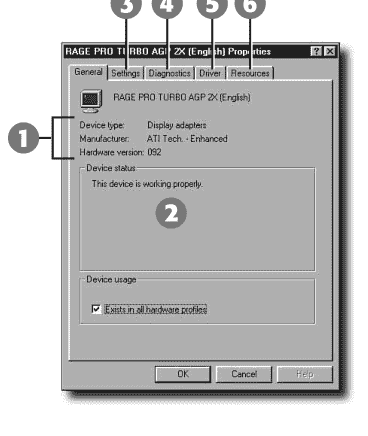 3 4 5 6
RAGE PRO TURBO AGP 2X (English) Properties
General Settings Diagnostics Driver Resources
RAGE PRO TURBO AGP 2X (English)
1
Device type: Display adapters
Manufacturer: ATI Tech. - Enhanced
Hardware version: 092
Device status
This device is working properly.
2
Device usage
Exists in all hardware profiles
OK Cancel Help